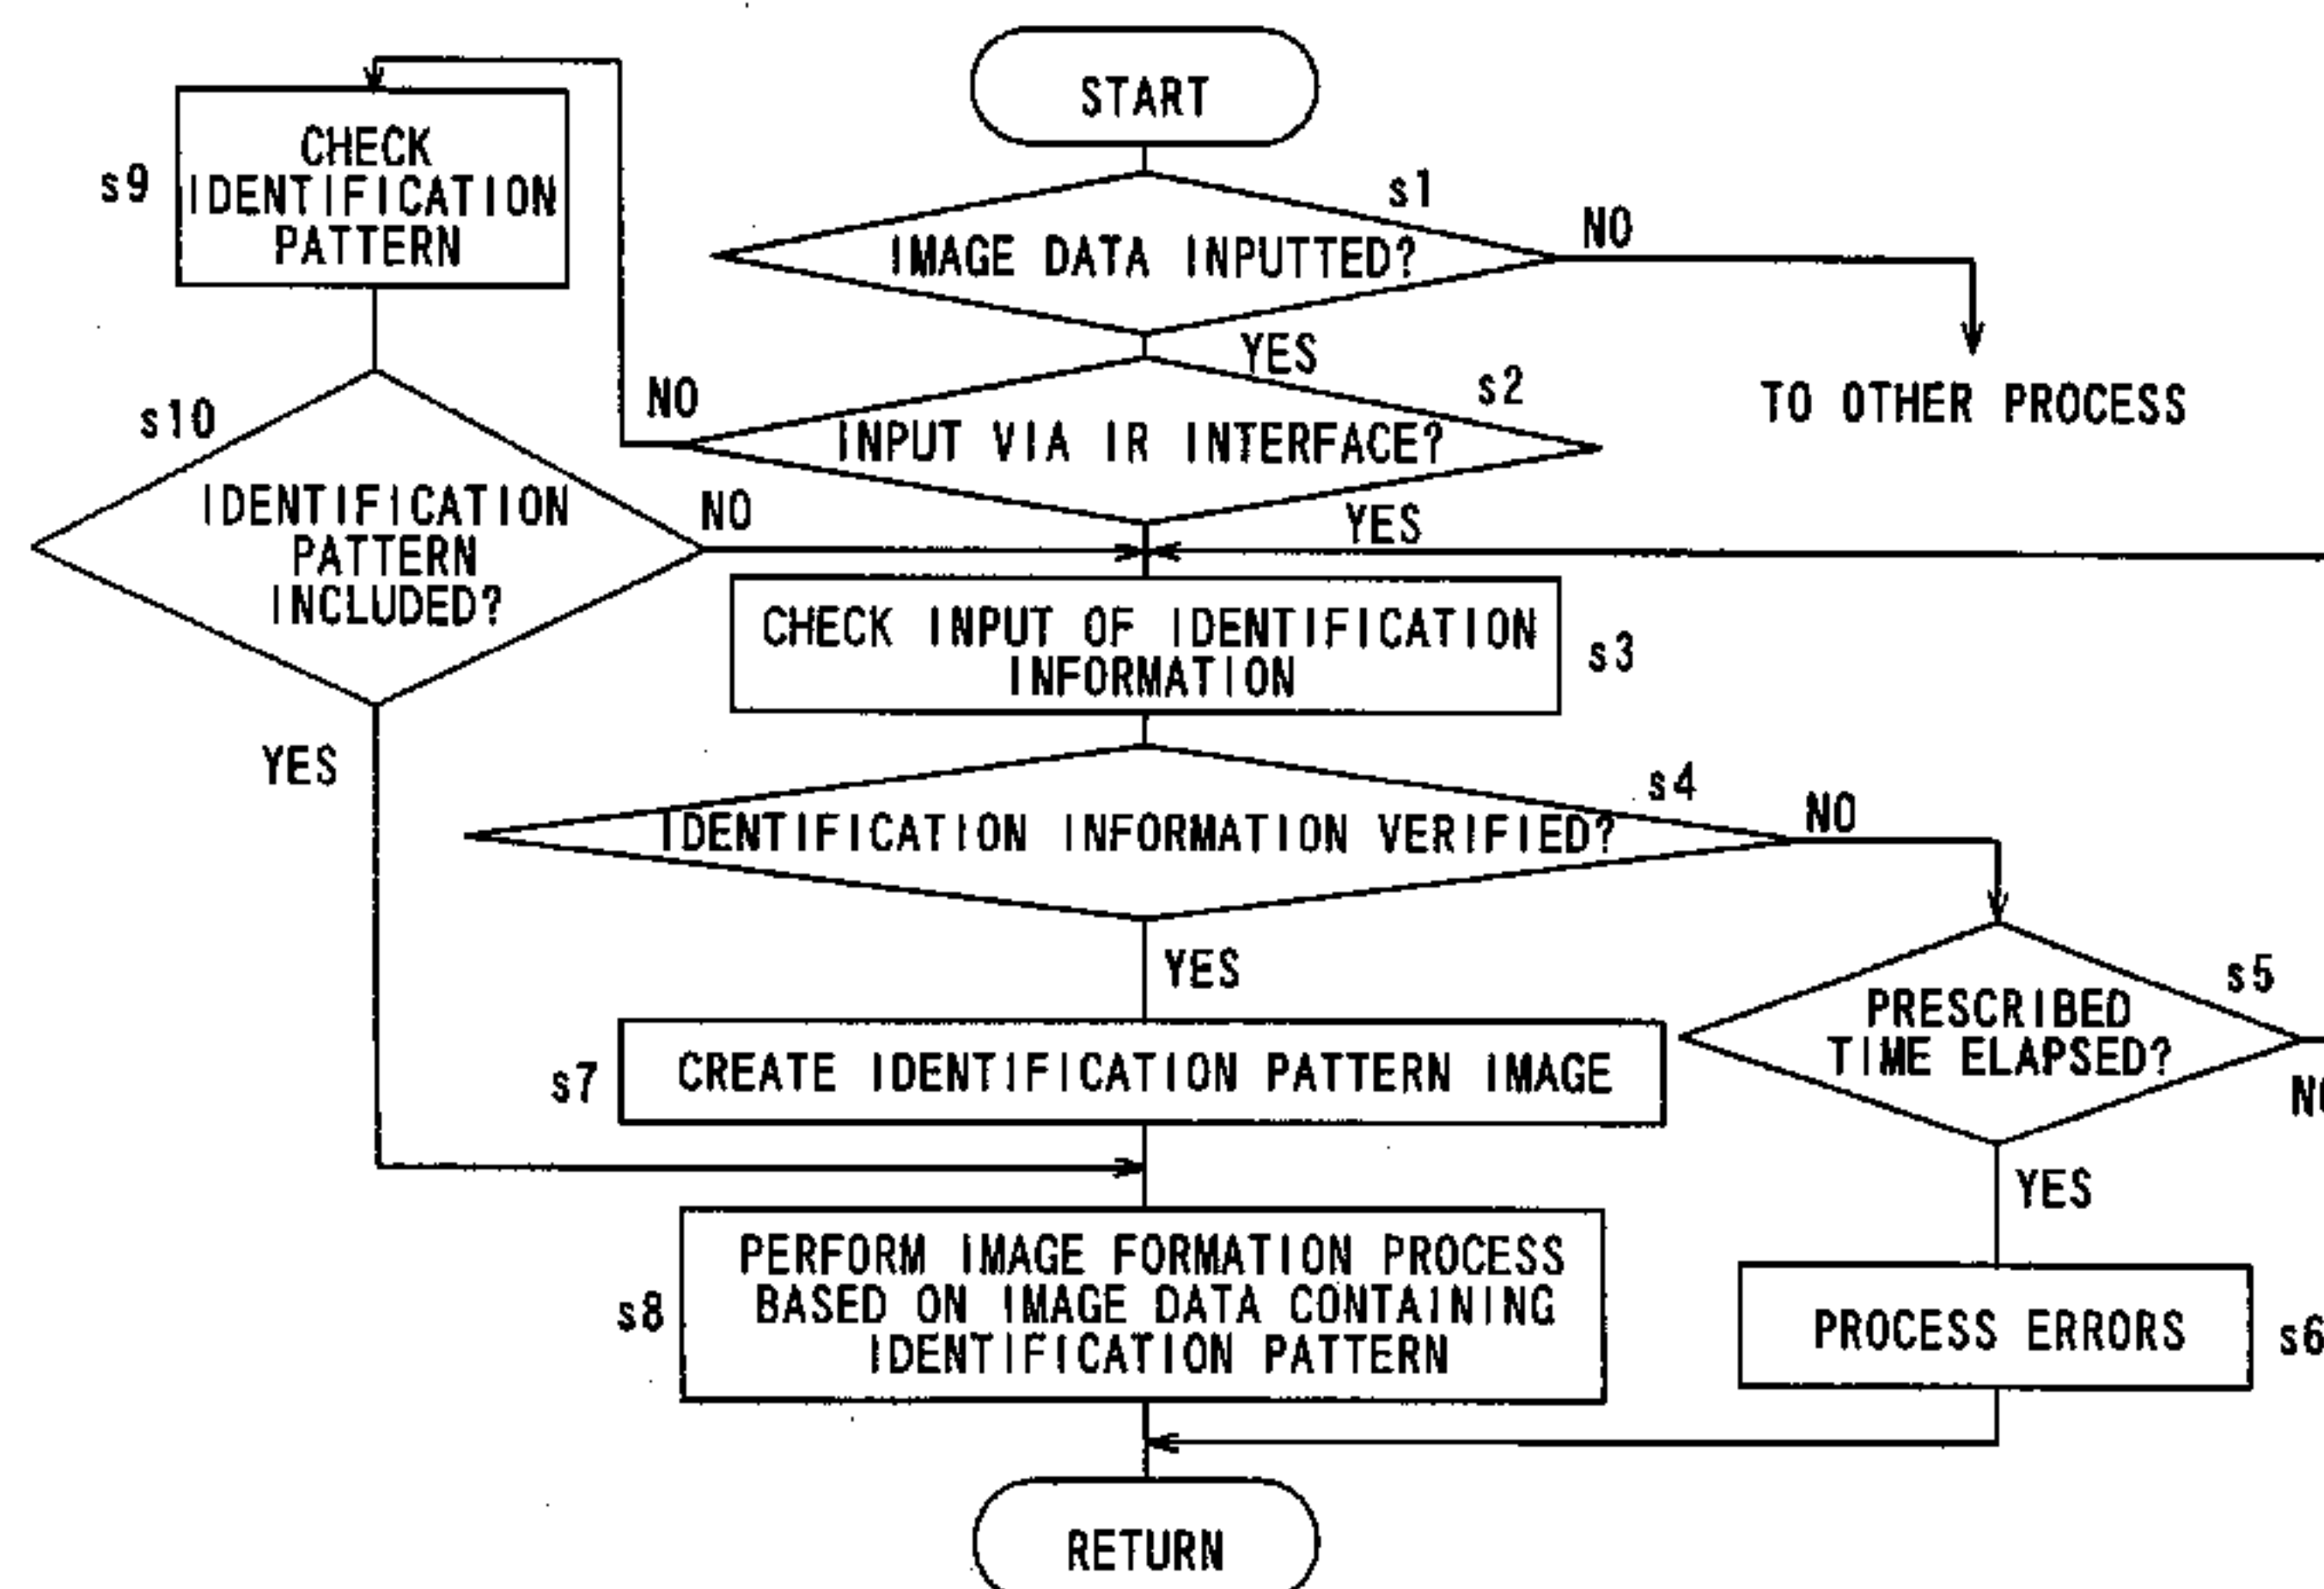 START
CHECK
IDENTIFICATION
PATTERN
s9
s1
IMAGE DATA INPUTTED?
NO
YES
TO OTHER PROCESS
s2
NO
INPUT VIA IR INTERFACE?
YES
s10
IDENTIFICATION
PATTERN
INCLUDED?
NO
YES
CHECK INPUT OF IDENTIFICATION
INFORMATION
s3
s4
IDENTIFICATION INFORMATION VERIFIED?
NO
YES
s5
PRESCRIBED
TIME ELAPSED?
YES
s7
CREATE IDENTIFICATION PATTERN IMAGE
s8
PERFORM IMAGE FORMATION PROCESS
BASED ON IMAGE DATA CONTAINING
IDENTIFICATION PATTERN
PROCESS ERRORS
s6
RETURN